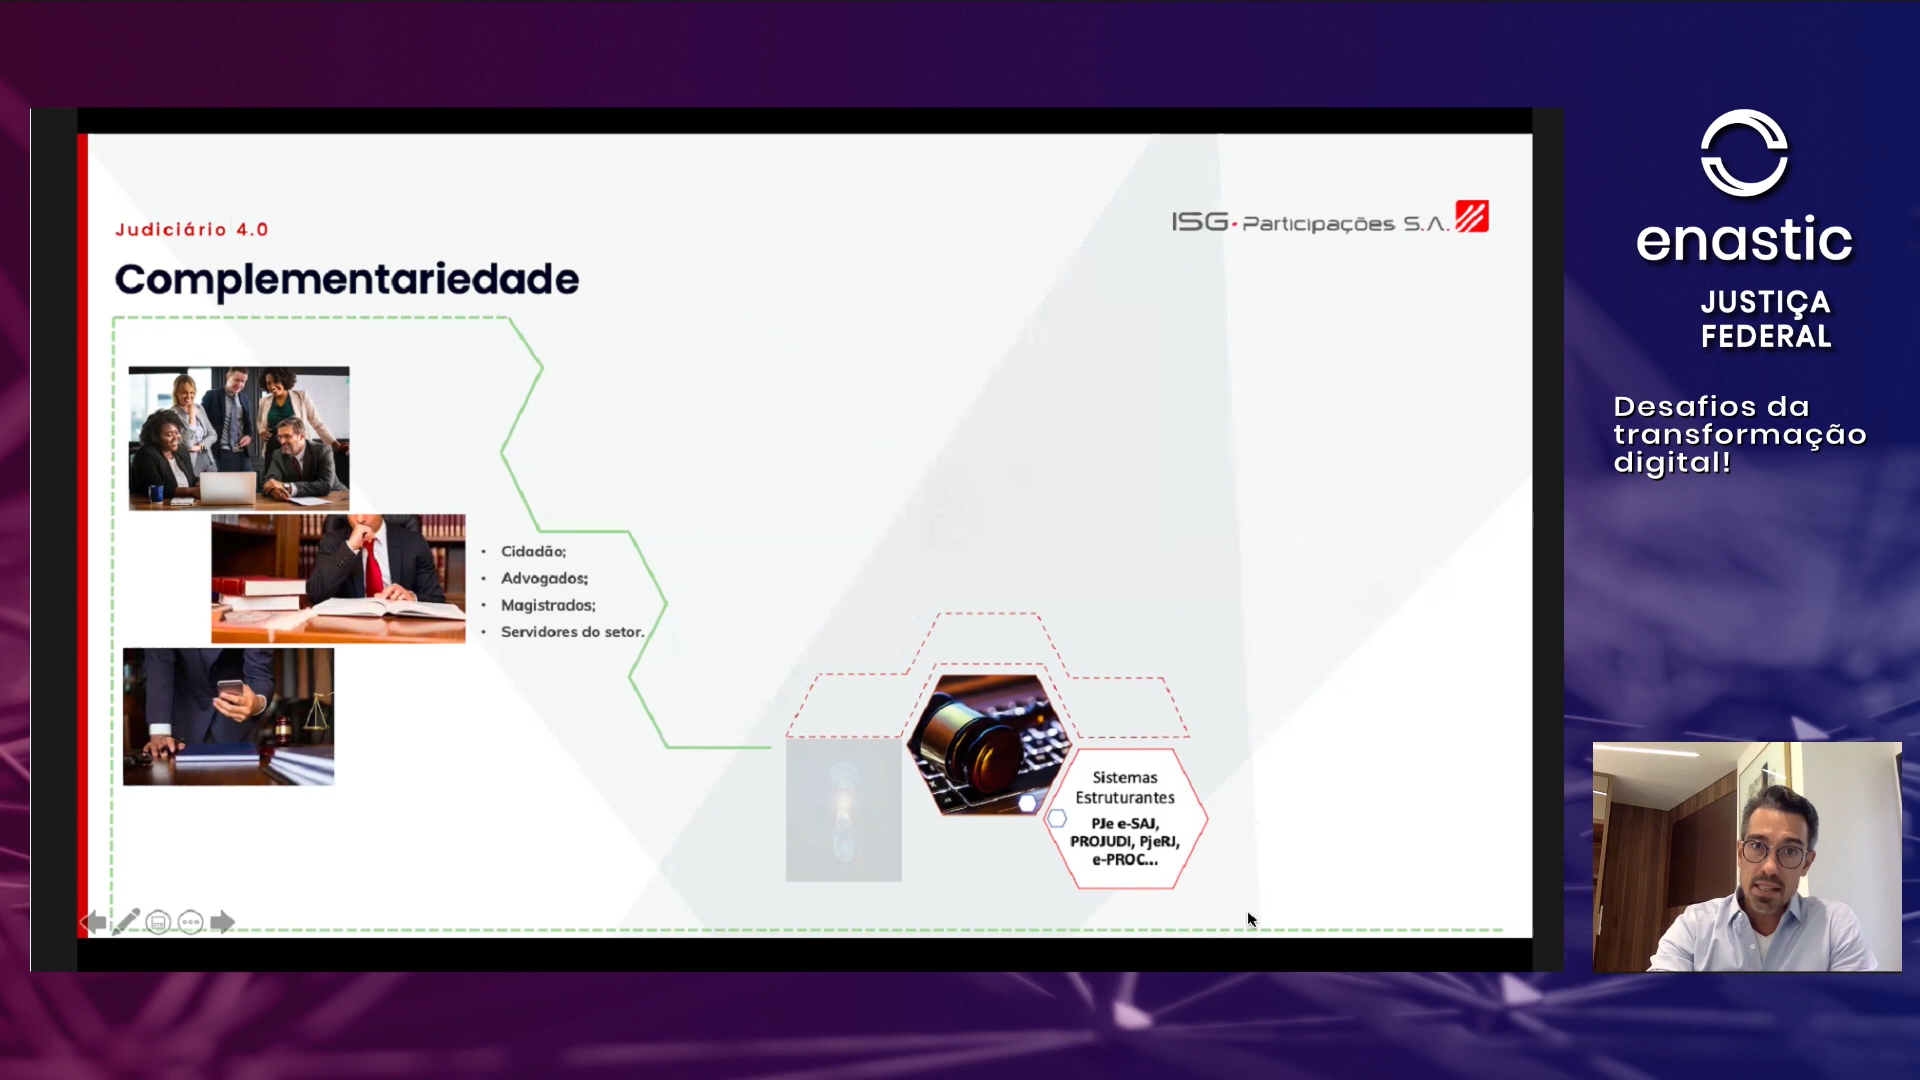 Judiciário 4.0
Complementariedade
ISG Participações S.A.
• Cidadão;
• Advogados;
• Magistrados;
• Servidores do setor.
Sistemas
Estruturantes
PJe e-SAJ,
PROJUDI, PjeRJ,
e-PROC...
enastic
JUSTIÇA
FEDERAL
Desafios da
transformação
digital!